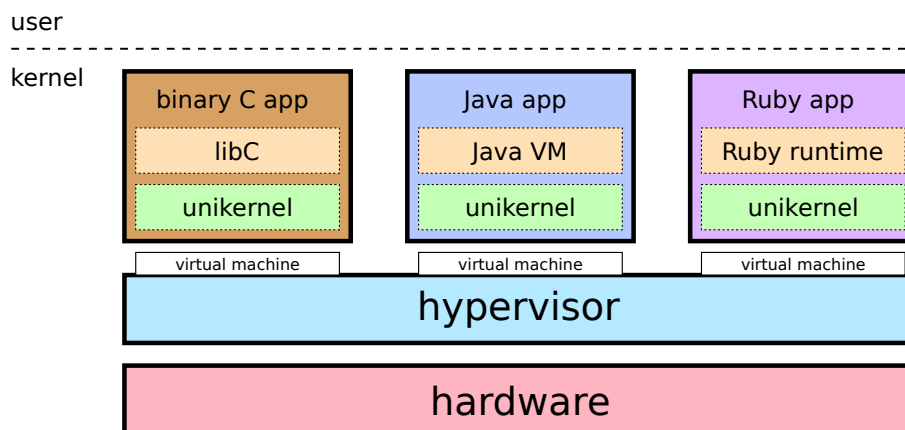 user
kernel
binary C app
Java app
Ruby app
libC
Java VM
Ruby runtime
unikernel
unikernel
unikernel
virtual machine
virtual machine
virtual machine
hypervisor
hardware